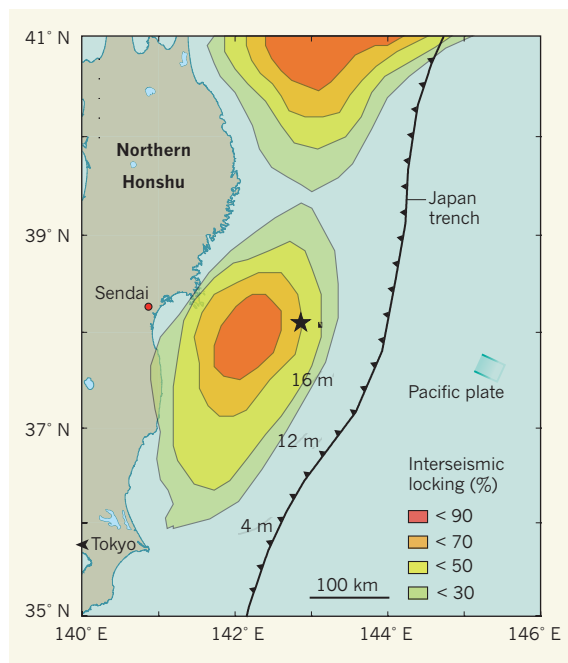 41° N
Northern
Honshu
Japan
trench
39° N
Sendai
16 m
Pacific plate
12 m
37° N
Interseismic
locking (%)
< 90
4 m
< 70
Tokyo
< 50
100 km
< 30
35° N
140° E
142° E
144° E
146° E